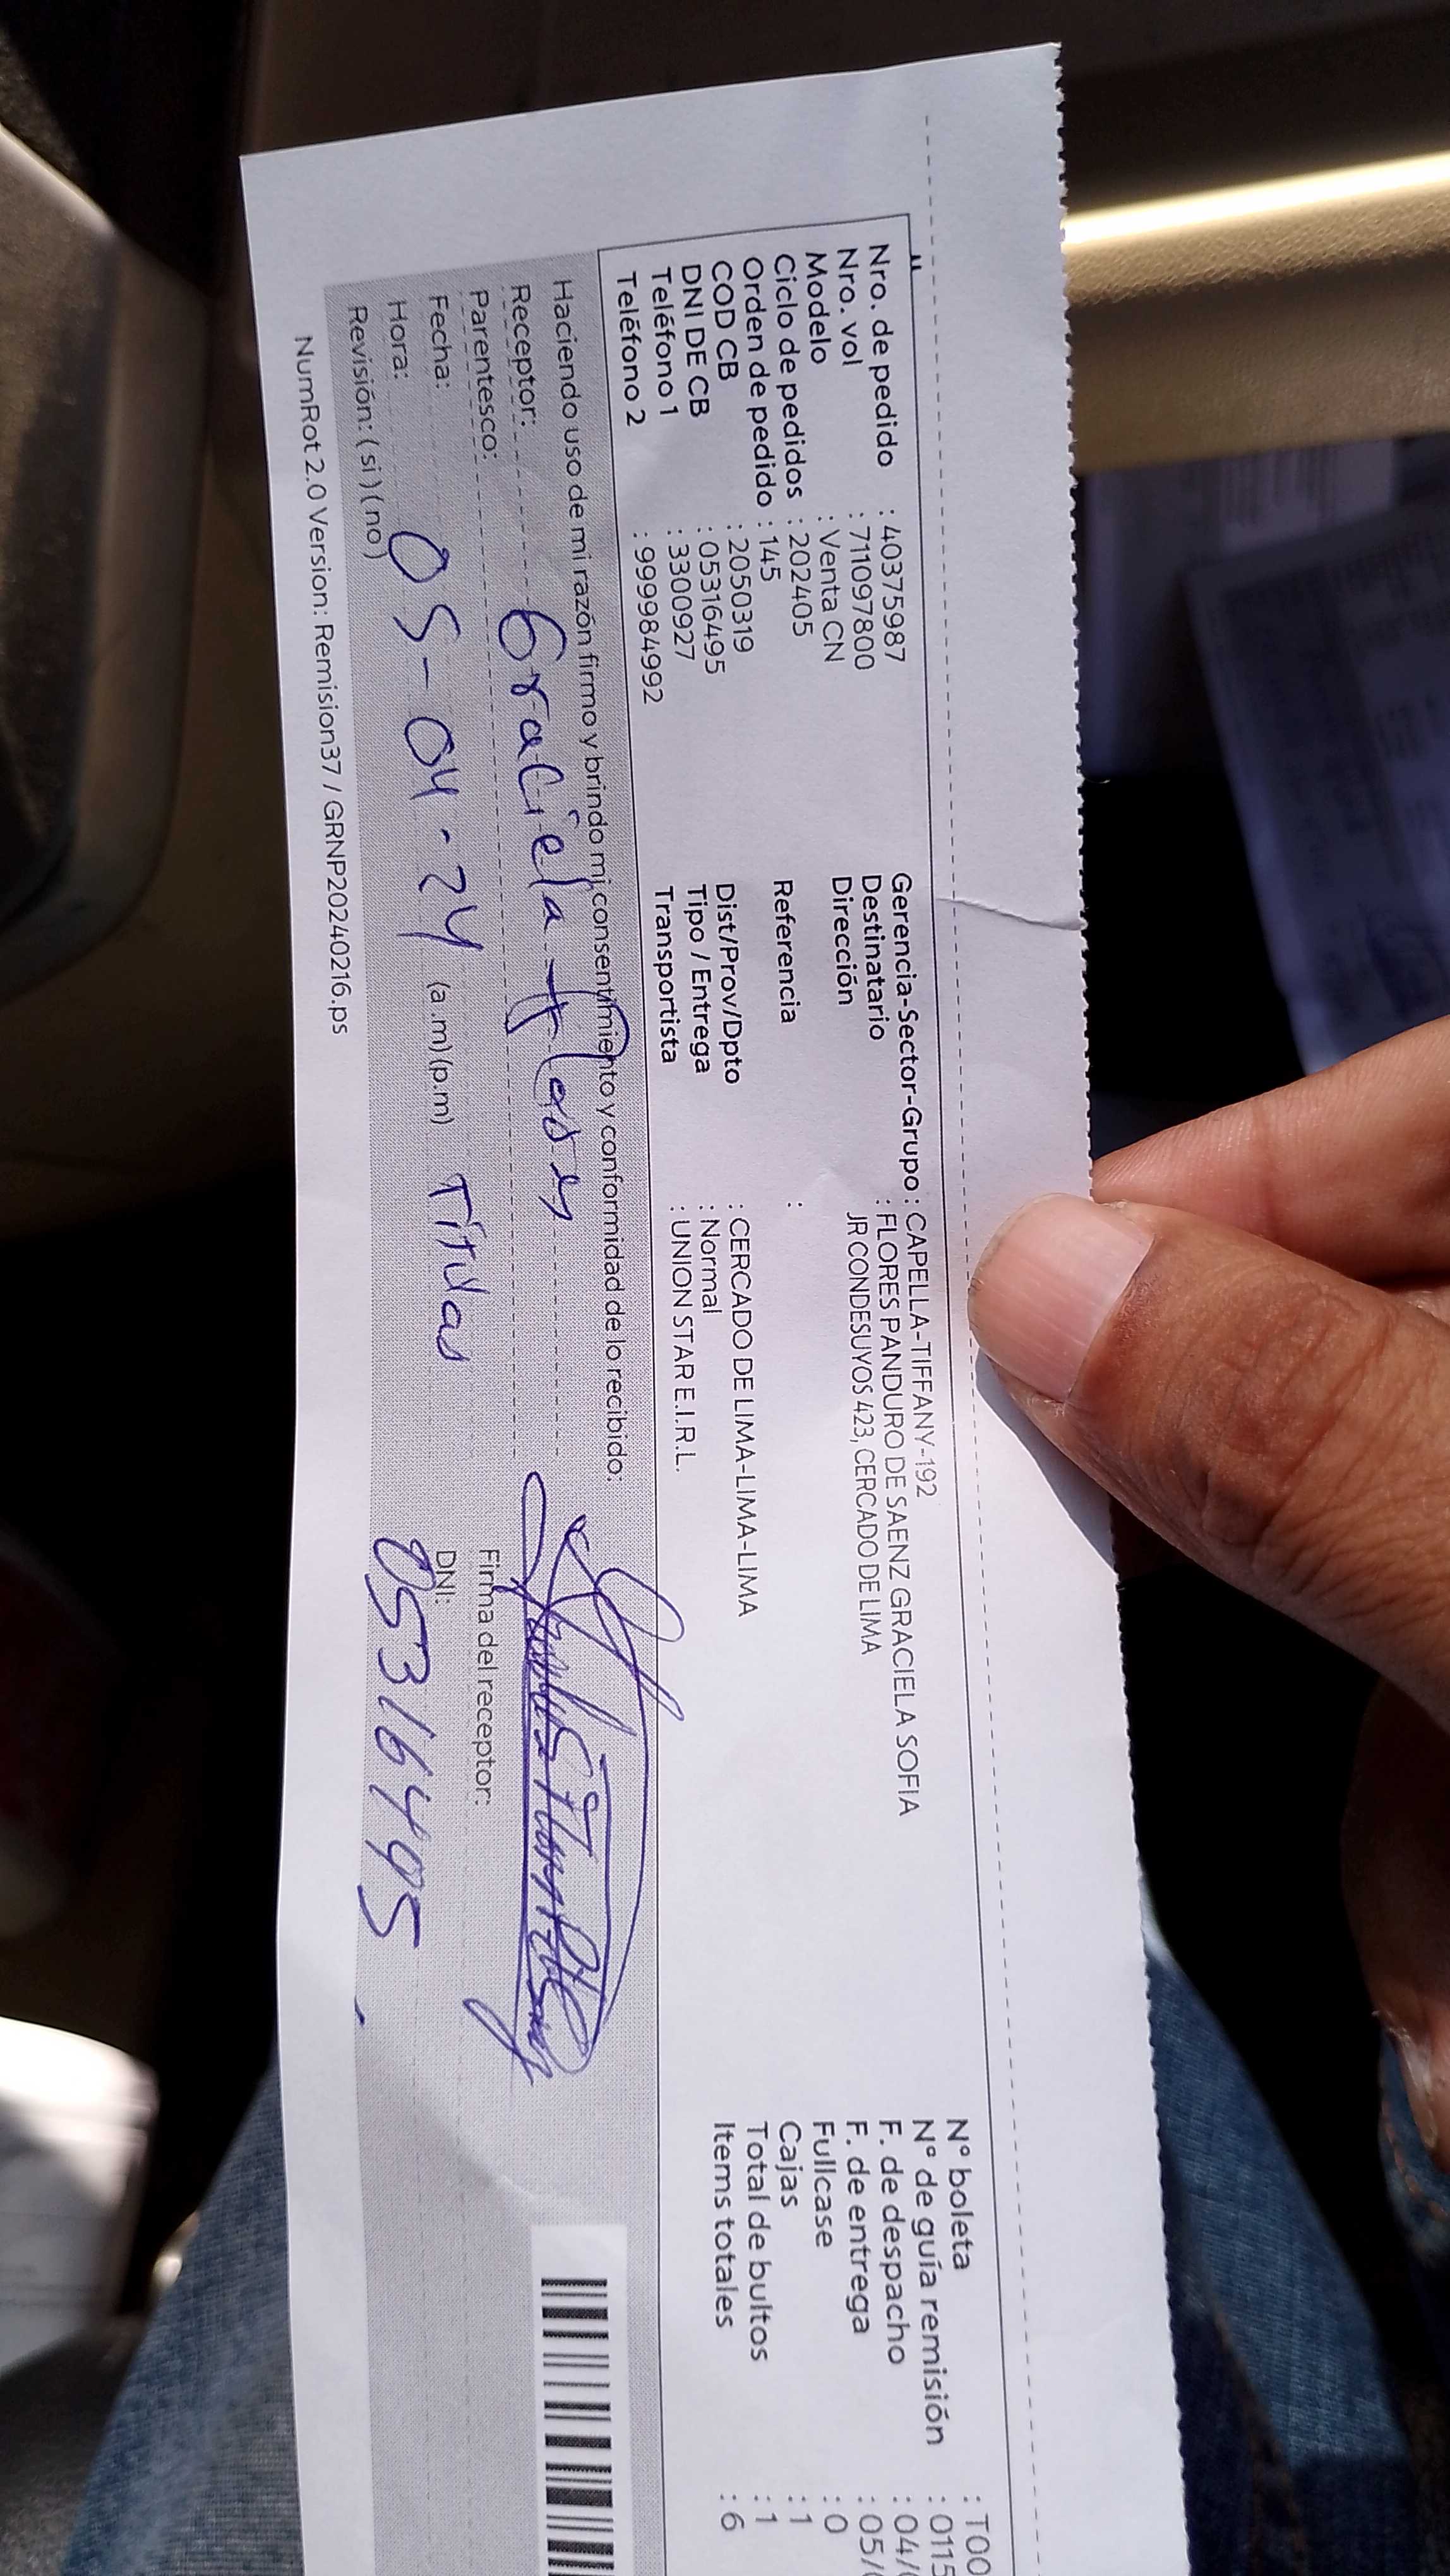 Nro. de pedido : 40375987
Nro. vol : 711097800
Modelo : Venta CN
Ciclo de pedidos : 202405
Orden de pedido : 145
COD CB : 2050319
DNI DE CB : 05316495
Teléfono 1 : 3300927
Teléfono 2 : 999984992
Gerencia-Sector-Grupo : CAPELLA-TIFFANY-192
Destinatario : FLORES PANDURO DE SAENZ GRACIELA SOFIA
Dirección JR CONDESUYOS 423, CERCADO DE LIMA
Referencia :
Dist/Prov/Dpto : CERCADO DE LIMA-LIMA-LIMA
Tipo / Entrega : Normal
Transportista : UNION STAR E.I.R.L.
N° boleta : T00
N° de guía remisión : 0115
F. de despacho : 04/
F. de entrega : 05/
Fullcase : 0
Cajas : 1
Total de bultos : 1
Items totales : 6
Haciendo uso de mi razón firmo y brindo mi consentimiento y conformidad de lo recibido:
Receptor: Graciela
Parentesco:
Firma del receptor:
Fecha: 05-04-24
Hora: (a.m) (p.m)
DNI: 05316495
Revisión: ( si ) ( no )
NumRot 2.0 Version: Remision37 / GRNP20240216.ps